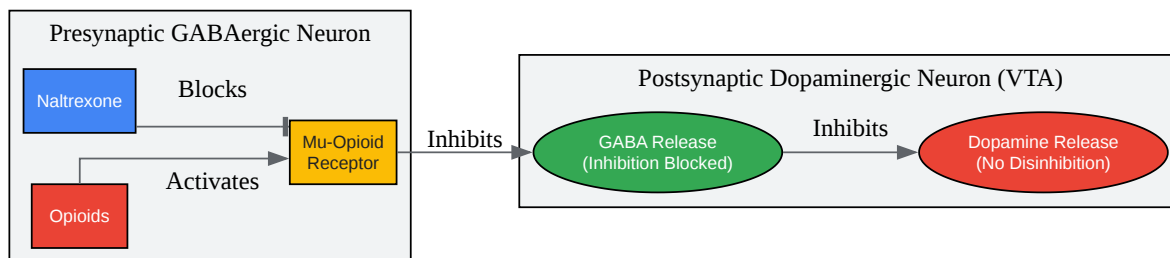 Presynaptic GABAergic Neuron
Naltrexone
Blocks
Mu-Opioid
Receptor
Activates
Opioids
Inhibits
Postsynaptic Dopaminergic Neuron (VTA)
GABA Release
(Inhibition Blocked)
Inhibits
Dopamine Release
(No Disinhibition)